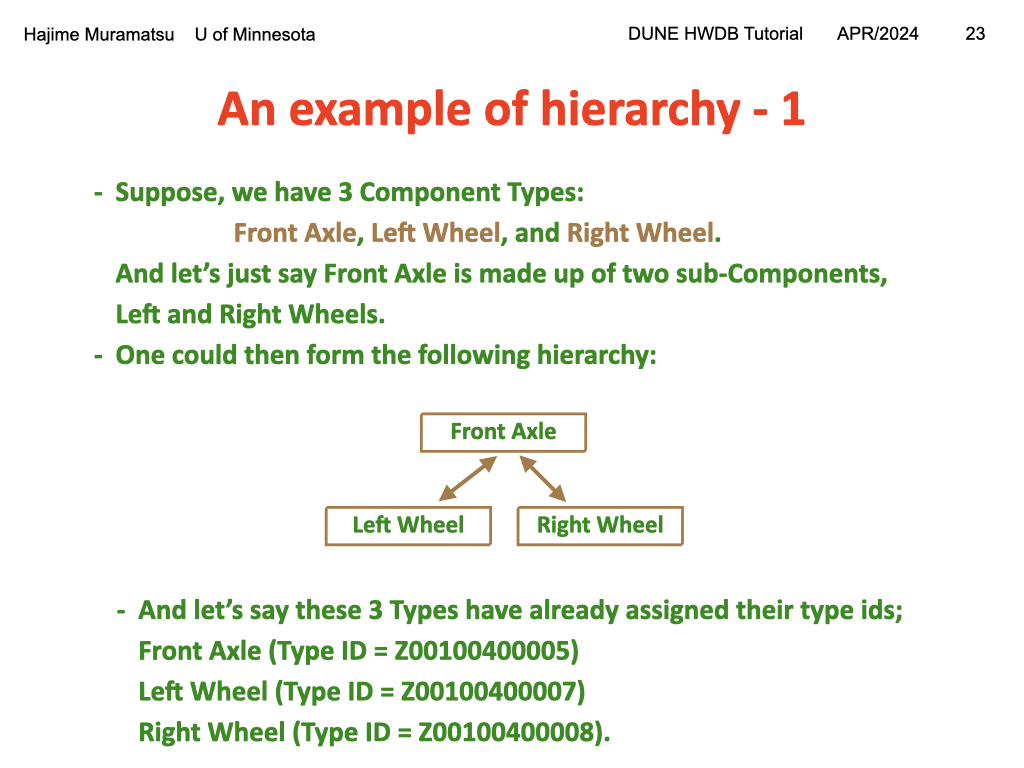 Hajime Muramatsu U of Minnesota DUNE HWDB Tutorial APR/2024 23
An example of hierarchy - 1
- Suppose, we have 3 Component Types:
Front Axle, Left Wheel, and Right Wheel.
And let’s just say Front Axle is made up of two sub-Components,
Left and Right Wheels.
- One could then form the following hierarchy:
Front Axle
Left Wheel Right Wheel
- And let’s say these 3 Types have already assigned their type ids;
Front Axle (Type ID = Z00100400005)
Left Wheel (Type ID = Z00100400007)
Right Wheel (Type ID = Z00100400008).